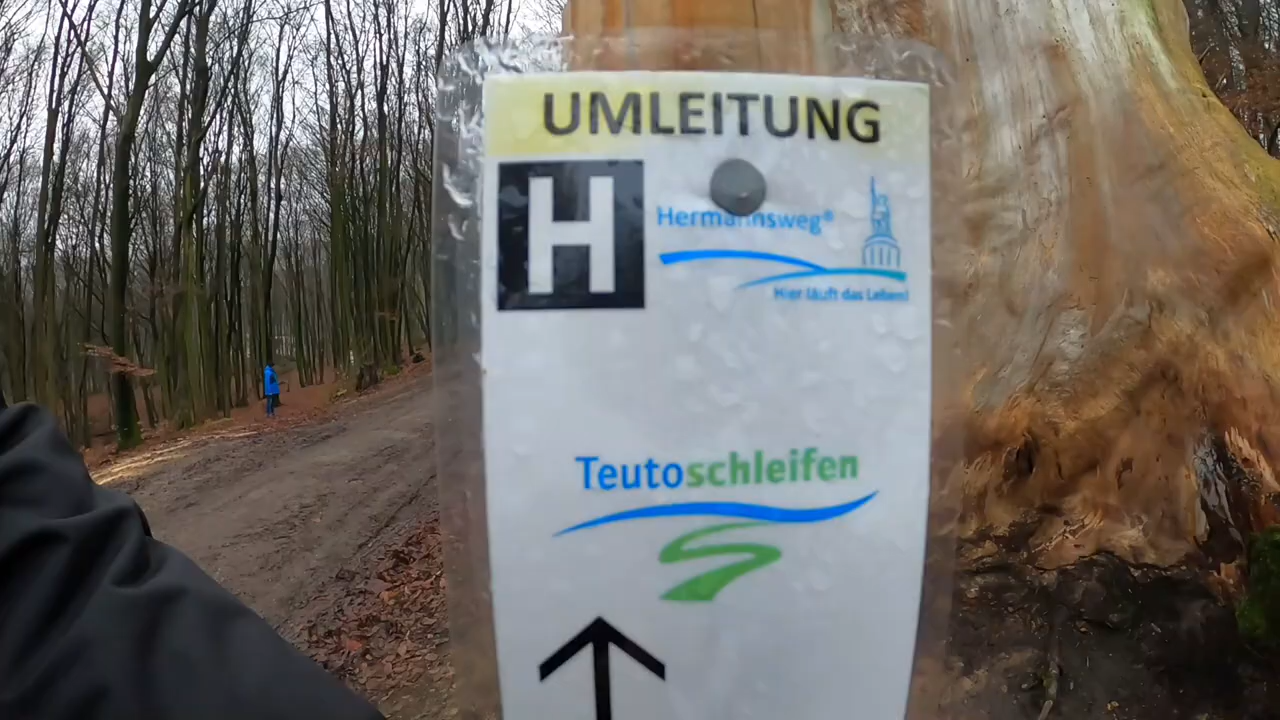 UMLEITUNG
H
Hermannsweg®
Hier läuft das Leben!
Teutoschleifen